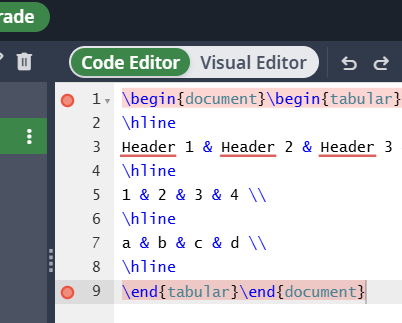 rade
Code Editor Visual Editor
1 \begin{document}\begin{tabular}
2 \hline
3 Header 1 & Header 2 & Header 3
4 \hline
5 1 & 2 & 3 & 4 \\
6 \hline
7 a & b & c & d \\
8 \hline
9 \end{tabular}\end{document}